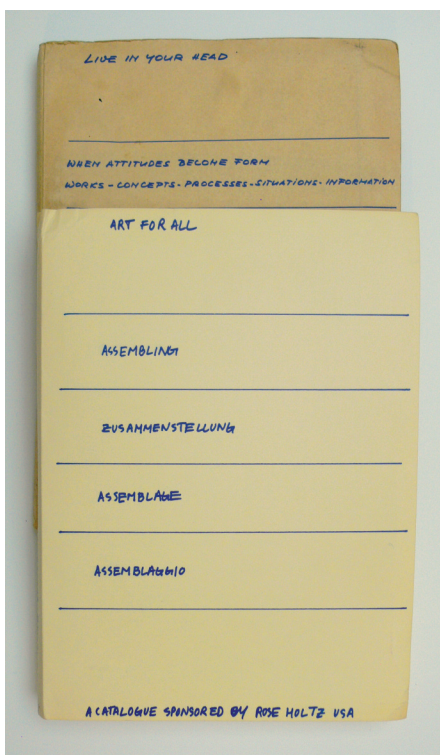 LIVE IN YOUR HEAD
WHEN ATTITUDES BECOME FORM
WORKS - CONCEPTS - PROCESSES - SITUATIONS - INFORMATION
ART FOR ALL
ASSEMBLING
ZUSAMMENSTELLUNG
ASSEMBLAGE
ASSEMBLAGGIO
A CATALOGUE SPONSORED BY ROSE HOLTZ USA